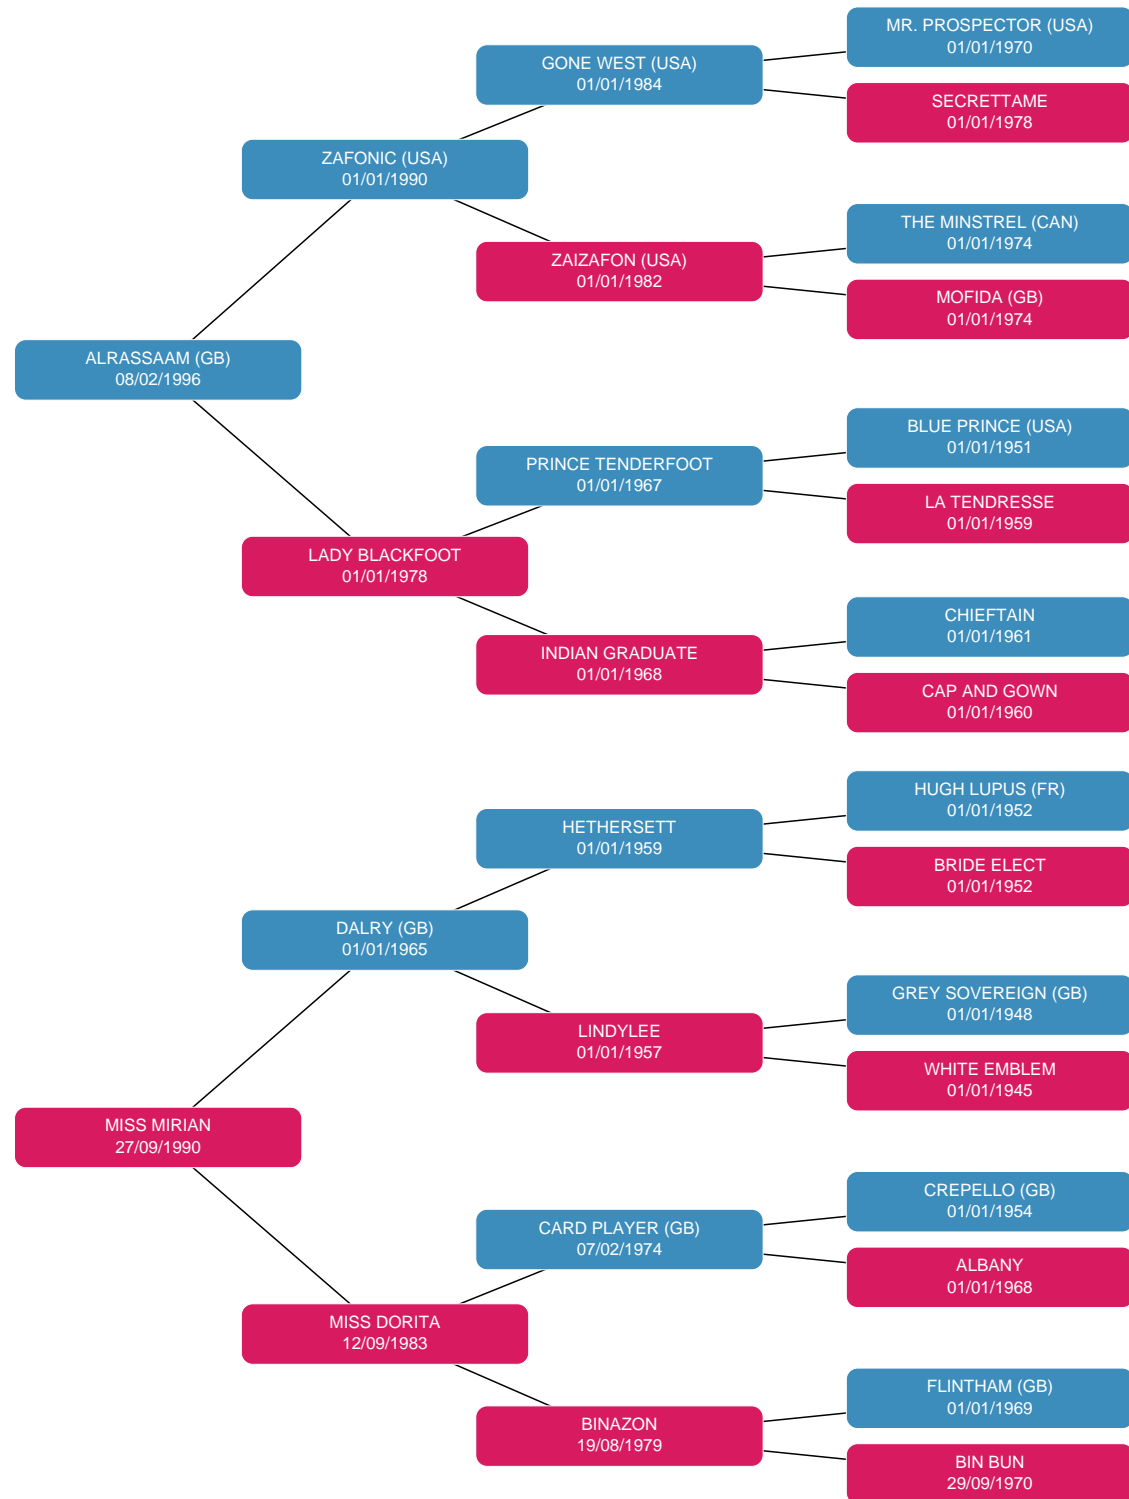 MR. PROSPECTOR (USA)
01/01/1970
GONE WEST (USA)
01/01/1984
SECRETTAME
01/01/1978
ZAFONIC (USA)
01/01/1990
THE MINSTREL (CAN)
01/01/1974
ZAIZAFON (USA)
01/01/1982
MOFIDA (GB)
01/01/1974
ALRASSAAM (GB)
08/02/1996
BLUE PRINCE (USA)
01/01/1951
PRINCE TENDERFOOT
01/01/1967
LA TENDRESSE
01/01/1959
LADY BLACKFOOT
01/01/1978
CHIEFTAIN
01/01/1961
INDIAN GRADUATE
01/01/1968
CAP AND GOWN
01/01/1960
HUGH LUPUS (FR)
01/01/1952
HETHERSETT
01/01/1959
BRIDE ELECT
01/01/1952
DALRY (GB)
01/01/1965
GREY SOVEREIGN (GB)
01/01/1948
LINDYLEE
01/01/1957
WHITE EMBLEM
01/01/1945
MISS MIRIAN
27/09/1990
CREPELLO (GB)
01/01/1954
CARD PLAYER (GB)
07/02/1974
ALBANY
01/01/1968
MISS DORITA
12/09/1983
FLINTHAM (GB)
01/01/1969
BINAZON
19/08/1979
BIN BUN
29/09/1970